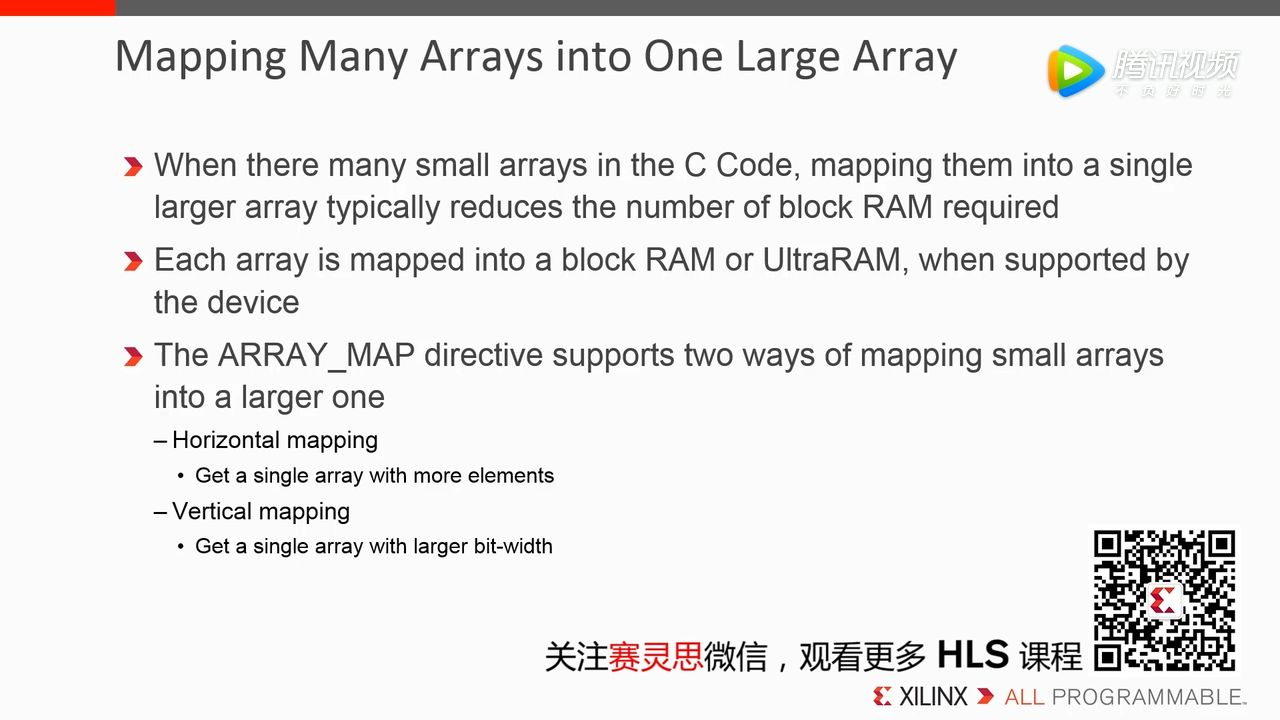 Mapping Many Arrays into One Large Array
腾讯视频
不负好时光
When there many small arrays in the C Code, mapping them into a single
larger array typically reduces the number of block RAM required
Each array is mapped into a block RAM or UltraRAM, when supported by
the device
The ARRAY_MAP directive supports two ways of mapping small arrays
into a larger one
– Horizontal mapping
• Get a single array with more elements
– Vertical mapping
• Get a single array with larger bit-width
关注赛灵思微信，观看更多 HLS 课程
XILINX ALL PROGRAMMABLE™